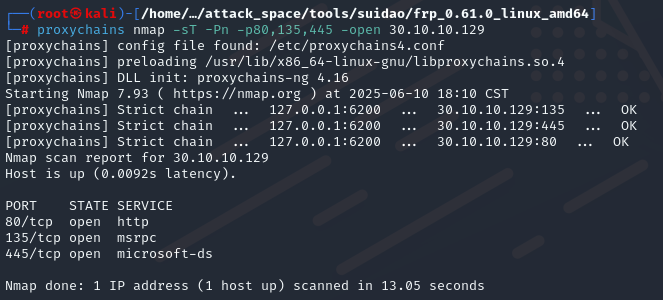 ┌──(root㉿kali)-[/home/…/attack_space/tools/suidao/frp_0.61.0_linux_amd64]
└─# proxychains nmap -sT -Pn -p80,135,445 -open 30.10.10.129
[proxychains] config file found: /etc/proxychains4.conf
[proxychains] preloading /usr/lib/x86_64-linux-gnu/libproxychains.so.4
[proxychains] DLL init: proxychains-ng 4.16
Starting Nmap 7.93 ( https://nmap.org ) at 2025-06-10 18:10 CST
[proxychains] Strict chain  ...  127.0.0.1:6200  ...  30.10.10.129:135  ...  OK
[proxychains] Strict chain  ...  127.0.0.1:6200  ...  30.10.10.129:445  ...  OK
[proxychains] Strict chain  ...  127.0.0.1:6200  ...  30.10.10.129:80  ...  OK
Nmap scan report for 30.10.10.129
Host is up (0.0092s latency).
PORT    STATE SERVICE
80/tcp  open  http
135/tcp open  msrpc
445/tcp open  microsoft-ds
Nmap done: 1 IP address (1 host up) scanned in 13.05 seconds